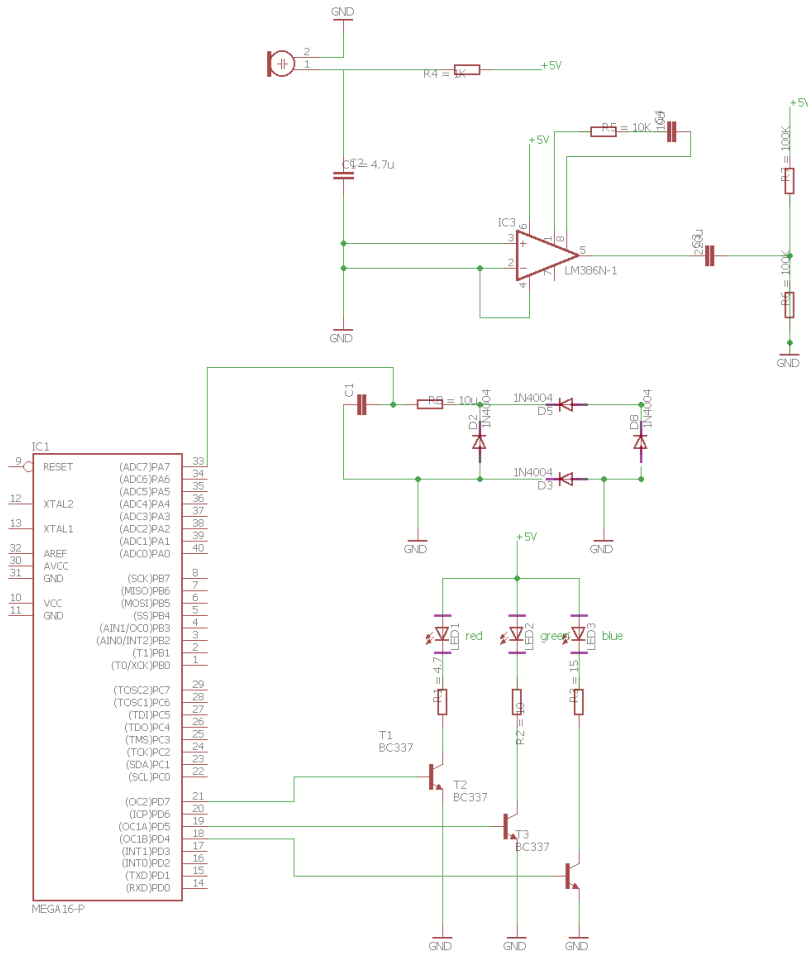 GND
2
1
R4 = 1K
+5V
+5V
R5 = 10K
10u
R7 = 100K
C2
C1= 4.7u
+5V
IC3
6
1
8
3
+
5
2
-
7
4
LM386N-1
220u
R6 = 100K
GND
GND
C1
1N4004
D5
1N4004
D2
1N4004
D8
1N4004
D3
GND
GND
IC1
9 RESET
12 XTAL2
13 XTAL1
32 AREF
30 AVCC
31 GND
10 VCC
11 GND
(ADC7)PA7 33
(ADC6)PA6 34
(ADC5)PA5 35
(ADC4)PA4 36
(ADC3)PA3 37
(ADC2)PA2 38
(ADC1)PA1 39
(ADC0)PA0 40
(SCK)PB7 8
(MISO)PB6 7
(MOSI)PB5 6
(SS)PB4 5
(AIN1/OC0)PB3 4
(AIN0/INT2)PB2 3
(T1)PB1 2
(T0/XCK)PB0 1
(TOSC2)PC7 29
(TOSC1)PC6 28
(TDI)PC5 27
(TDO)PC4 26
(TMS)PC3 25
(TCK)PC2 24
(SDA)PC1 23
(SCL)PC0 22
(OC2)PD7 21
(ICP)PD6 20
(OC1A)PD5 19
(OC1B)PD4 18
(INT1)PD3 17
(INT0)PD2 16
(TXD)PD1 15
(RXD)PD0 14
MEGA16-P
+5V
LED1
red
LED2
green
LED3
blue
R1 = 4.7
R2 = 10
R3 = 15
T1
BC337
T2
BC337
T3
BC337
GND
GND
GND